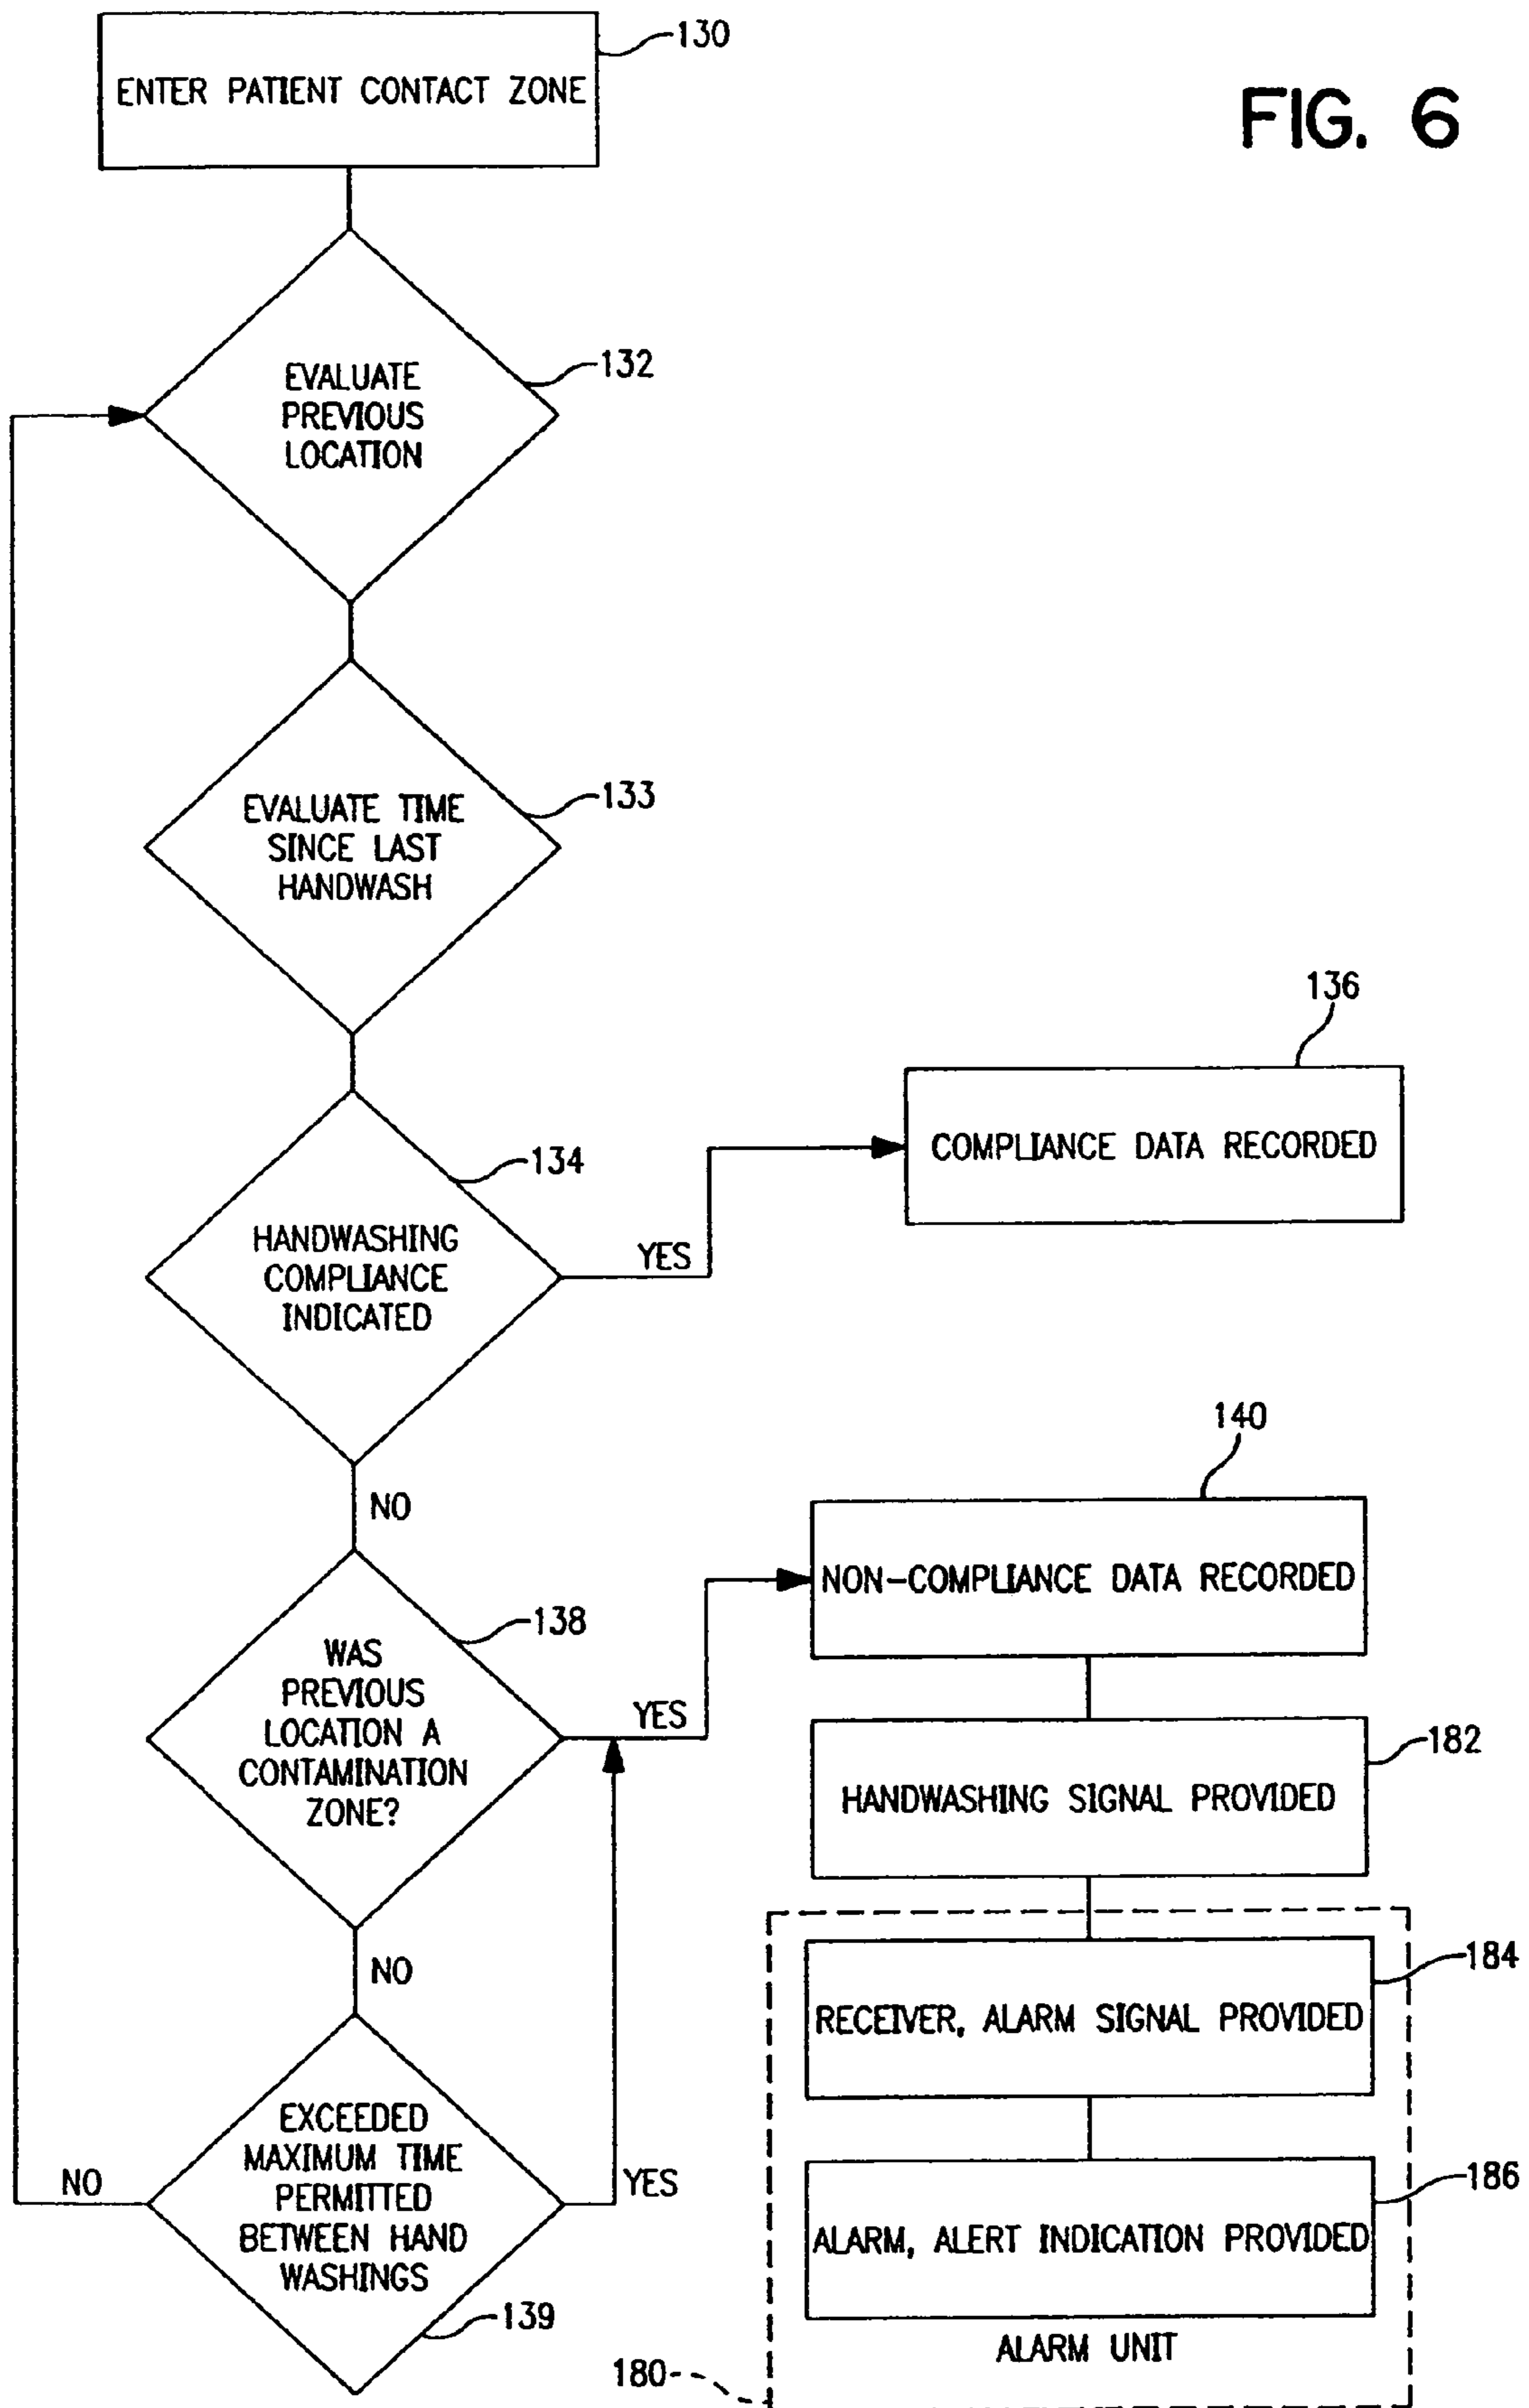 130
ENTER PATIENT CONTACT ZONE
FIG. 6
132
EVALUATE
PREVIOUS
LOCATION
133
EVALUATE TIME
SINCE LAST
HANDWASH
136
COMPLIANCE DATA RECORDED
134
HANDWASHING
COMPLIANCE
INDICATED
YES
NO
140
NON-COMPLIANCE DATA RECORDED
138
WAS
PREVIOUS
LOCATION A
CONTAMINATION
ZONE?
YES
182
HANDWASHING SIGNAL PROVIDED
NO
184
RECEIVER, ALARM SIGNAL PROVIDED
EXCEEDED
MAXIMUM TIME
PERMITTED
BETWEEN HAND
WASHINGS
NO
YES
186
ALARM, ALERT INDICATION PROVIDED
139
ALARM UNIT
180